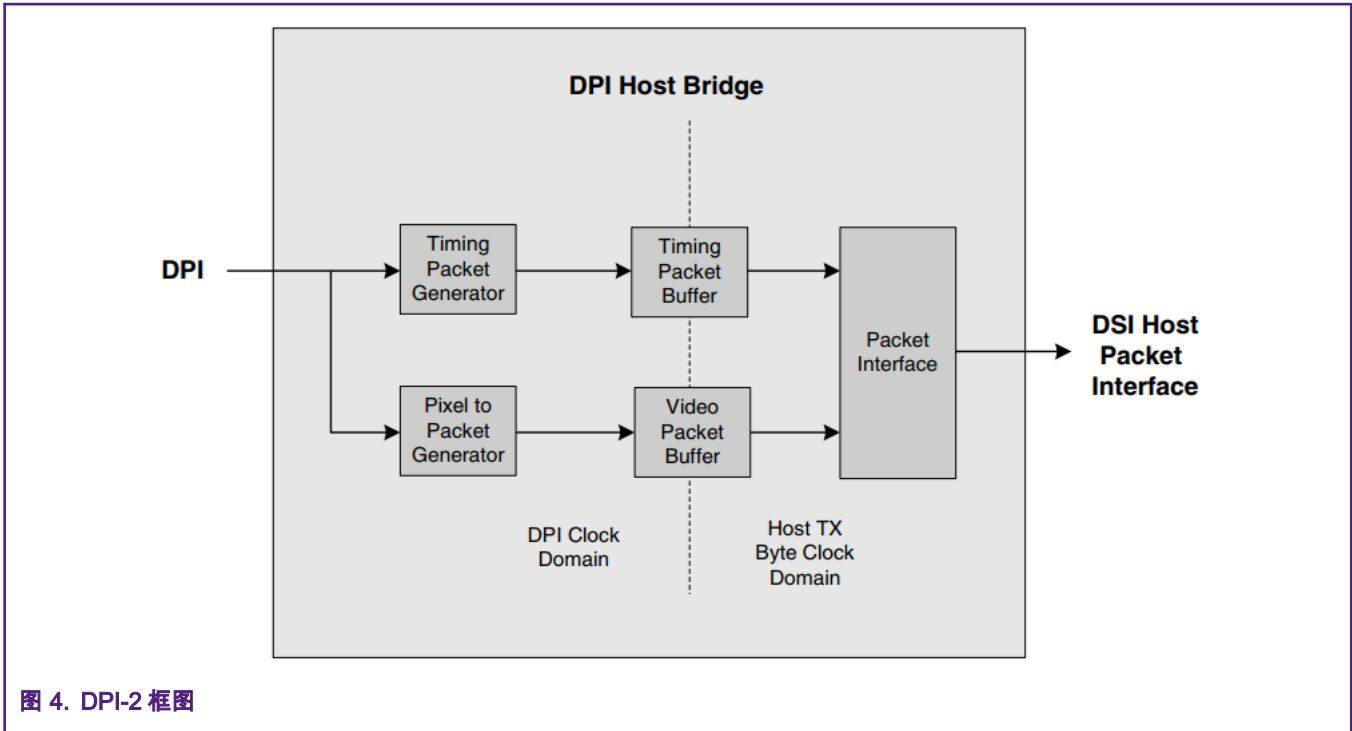 DPI Host Bridge
DPI
Timing
Packet
Generator
Timing
Packet
Buffer
Packet
Interface
DSI Host
Packet
Interface
Pixel to
Packet
Generator
Video
Packet
Buffer
DPI Clock
Domain
Host TX
Byte Clock
Domain
图 4. DPI-2 框图